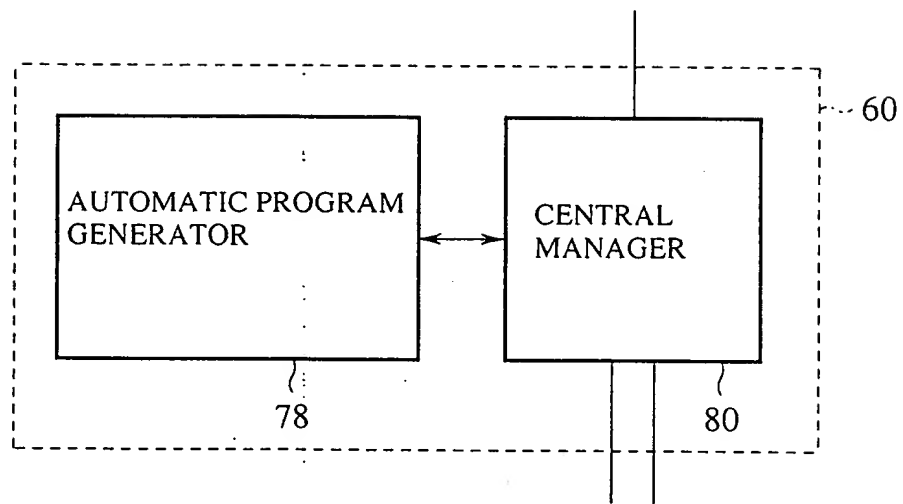 60
AUTOMATIC PROGRAM
GENERATOR
CENTRAL
MANAGER
78
80